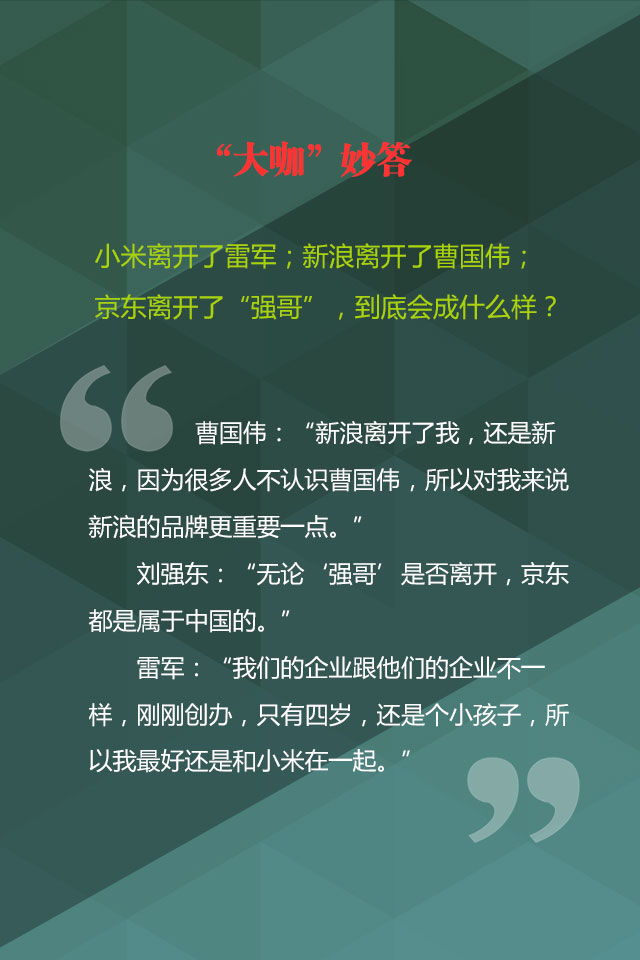 “大咖”妙答
小米离开了雷军；新浪离开了曹国伟；
京东离开了“强哥”，到底会成什么样？
曹国伟：“新浪离开了我，还是新
浪，因为很多人不认识曹国伟，所以对我来说
新浪的品牌更重要一点。”
刘强东：“无论‘强哥’是否离开，京东
都是属于中国的。”
雷军：“我们的企业跟他们的企业不一
样，刚刚创办，只有四岁，还是个小孩子，所
以我最好还是和小米在一起。”